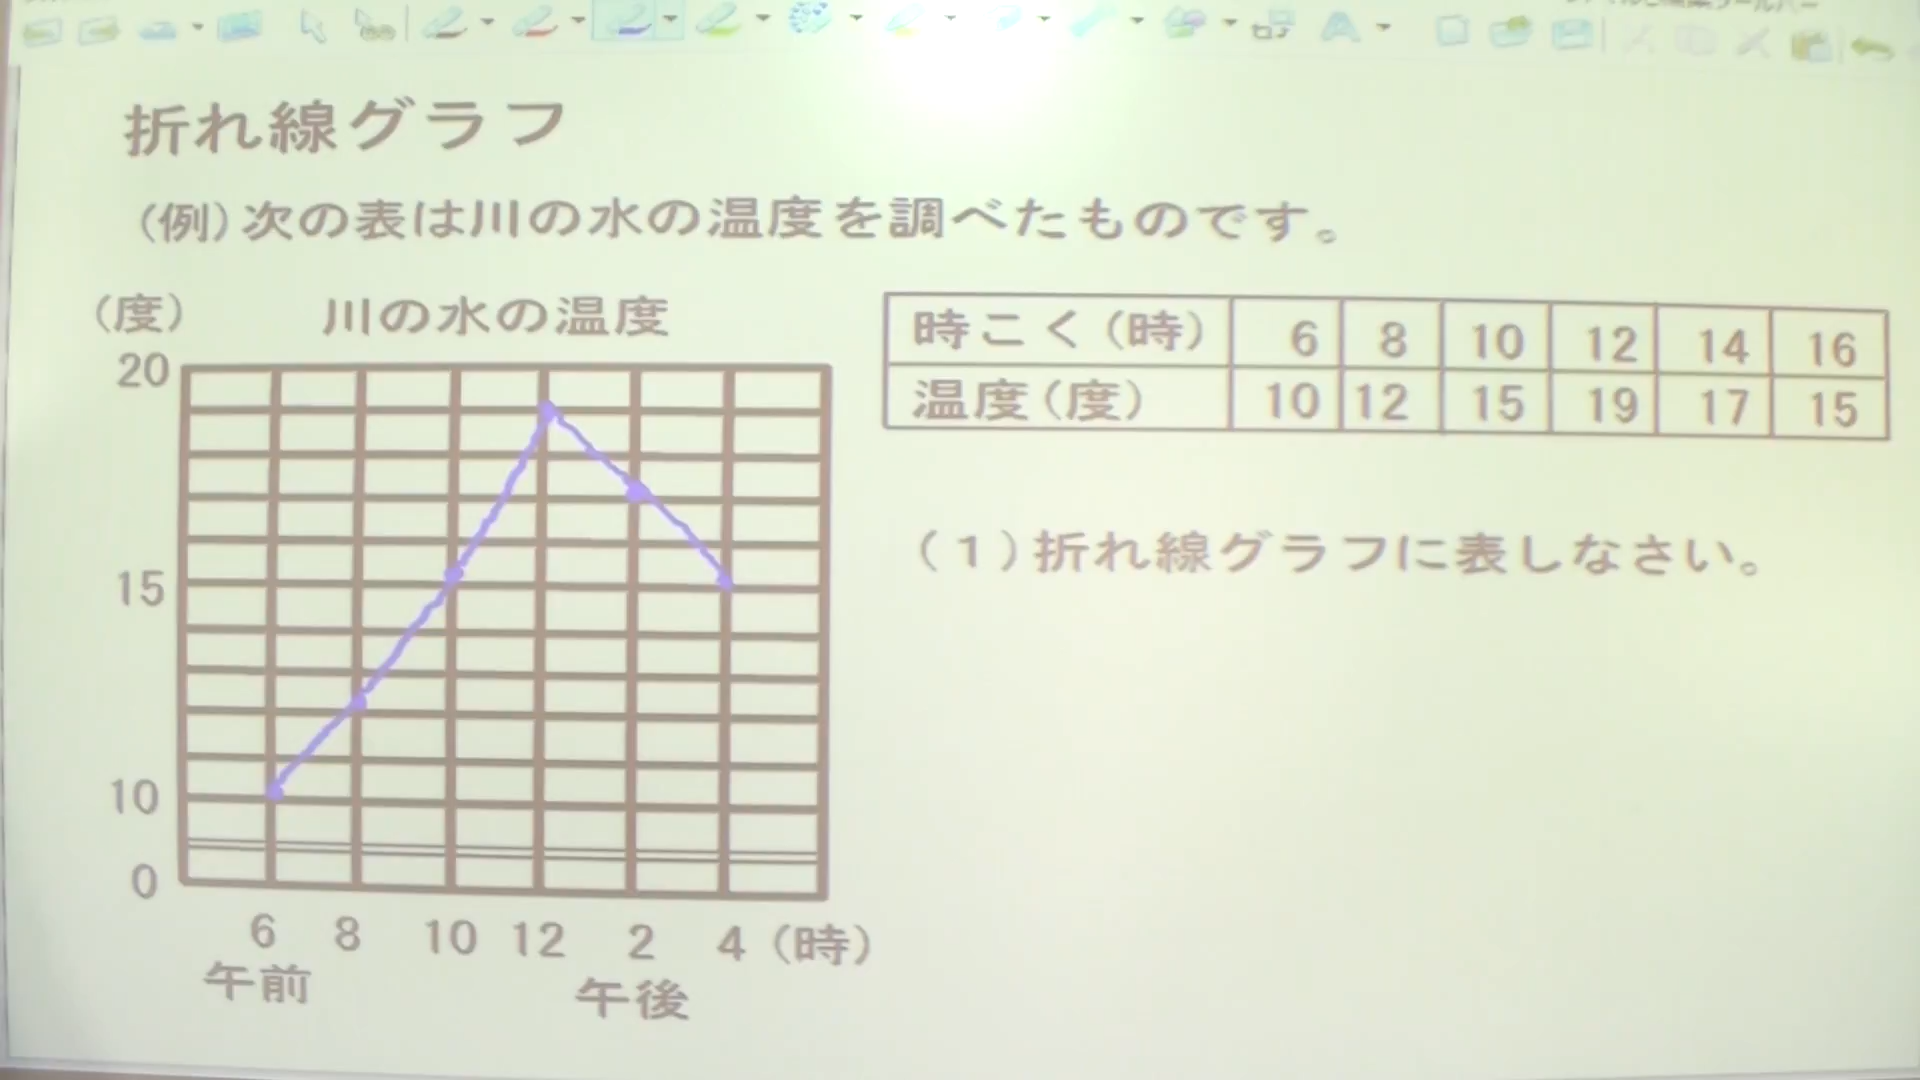 折れ線グラフ
(例)次の表は川の水の温度を調べたものです。
(度) 川の水の温度
20
15
10
0
6 8 10 12 2 4 (時)
午前 午後
時こく(時) 6 8 10 12 14 16
温度(度) 10 12 15 19 17 15
(1)折れ線グラフに表しなさい。